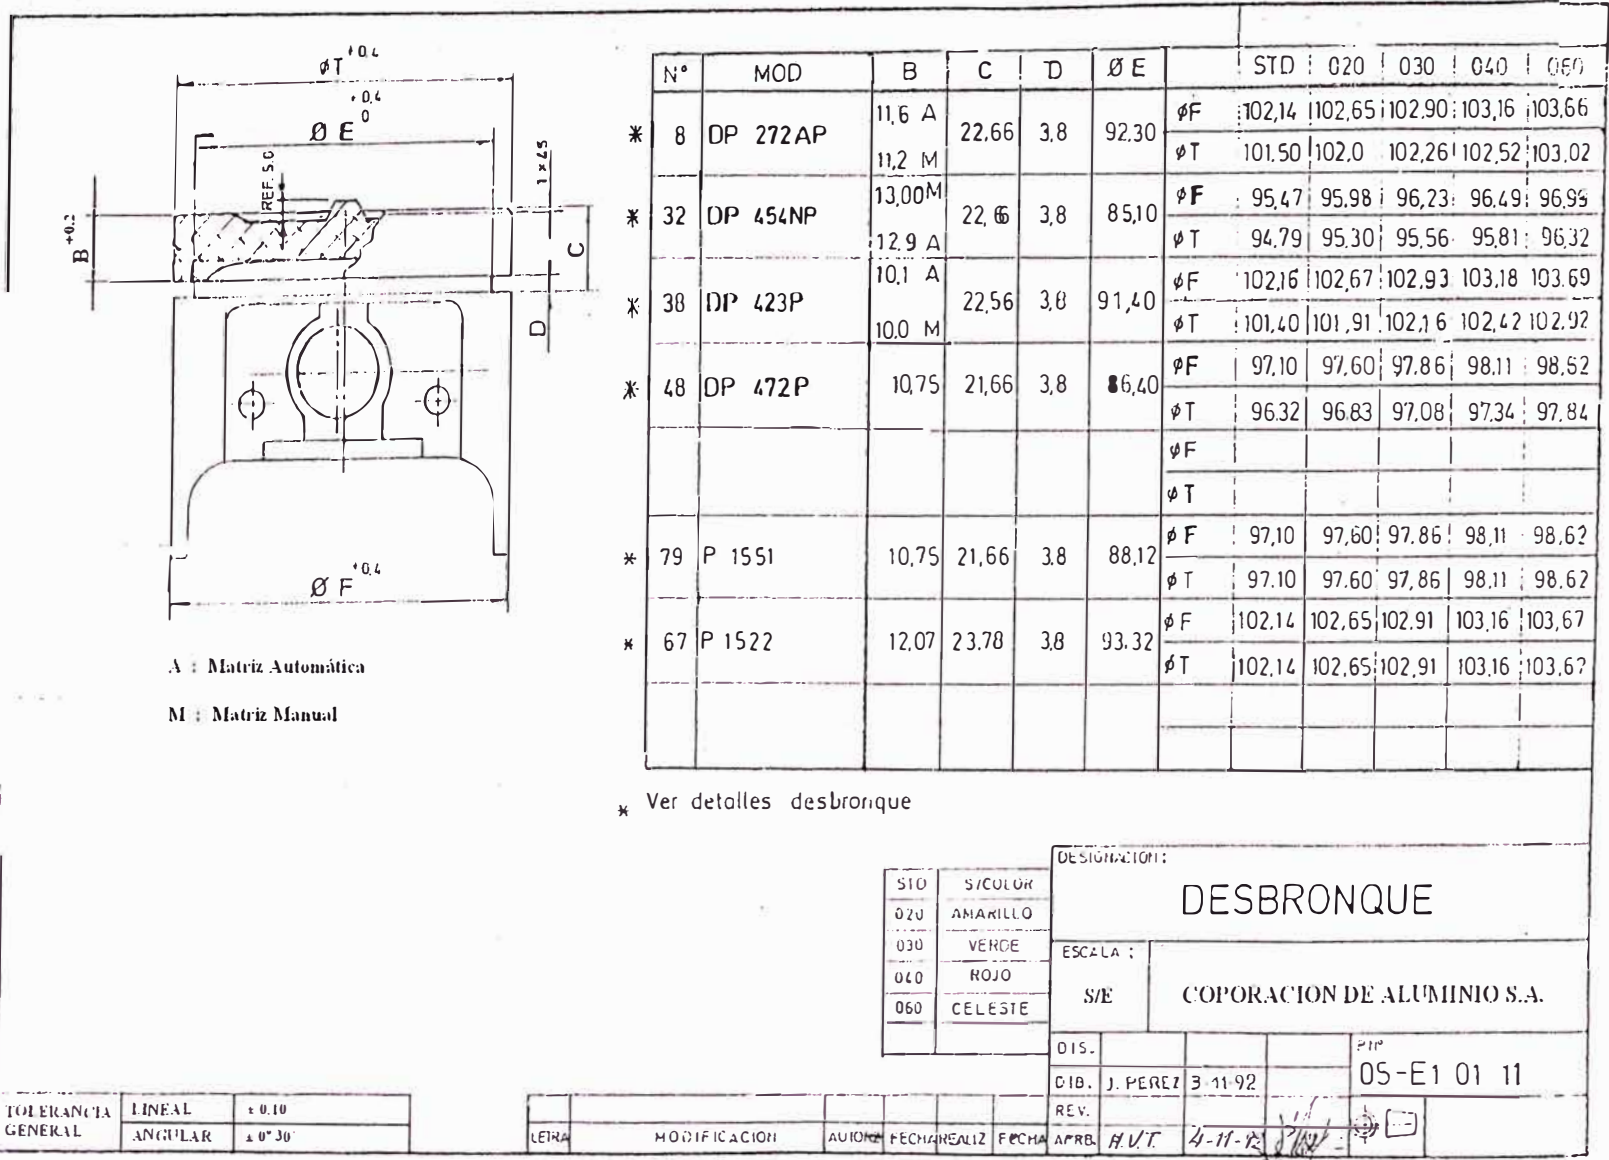 ØT +0,4
ØE +0,4 0
REF. S.C
1 x 45
B +0.2
C
D
ØF +0,4
A : Matriz Automática
M : Matriz Manual
N° MOD B C D ØE STD 020 030 040 060
* 8 DP 272AP 11,6 A 11,2 M 22,66 3,8 92,30
ØF 102,14 102,65 102,90 103,16 103,66
ØT 101.50 102.0 102,26 102,52 103,02
* 32 DP 454NP 13,00M 12,9 A 22,66 3,8 85,10
ØF 95,47 95,98 96,23 96,49 96,99
ØT 94,79 95,30 95,56 95,81 96,32
* 38 DP 423P 10,1 A 10,0 M 22,56 3,8 91,40
ØF 102,16 102,67 102,93 103,18 103.69
ØT 101,40 101,91 102,16 102,42 102,92
* 48 DP 472P 10,75 21,66 3,8 86,40
ØF 97,10 97,60 97,86 98,11 98,52
ØT 96.32 96.83 97,08 97,34 97,84
ØF
ØT
* 79 P 1551 10,75 21,66 3.8 88,12
ØF 97,10 97,60 97.86 98,11 98.62
ØT 97.10 97.60 97,86 98,11 98.62
* 67 P 1522 12,07 23.78 3,8 93.32
ØF 102.14 102,65 102,91 103,16 103,67
ØT 102,14 102,65 102,91 103,16 103,67
* Ver detalles desbronque
STD S/COLOR
020 AMARILLO
030 VERDE
040 ROJO
060 CELESTE
DESIGNACION :
DESBRONQUE
ESCALA :
S/E
COPORACION DE ALUMINIO S.A.
DIS.
DIB. J. PEREZ 3-11-92
REV.
APRB. H.V.T.
05-E1 01 11
TOLERANCIA GENERAL
LINEAL ± 0.10
ANGULAR ± 0° 30'
LETRA MODIFICACION AUTOR FECHA REALIZ FECHA